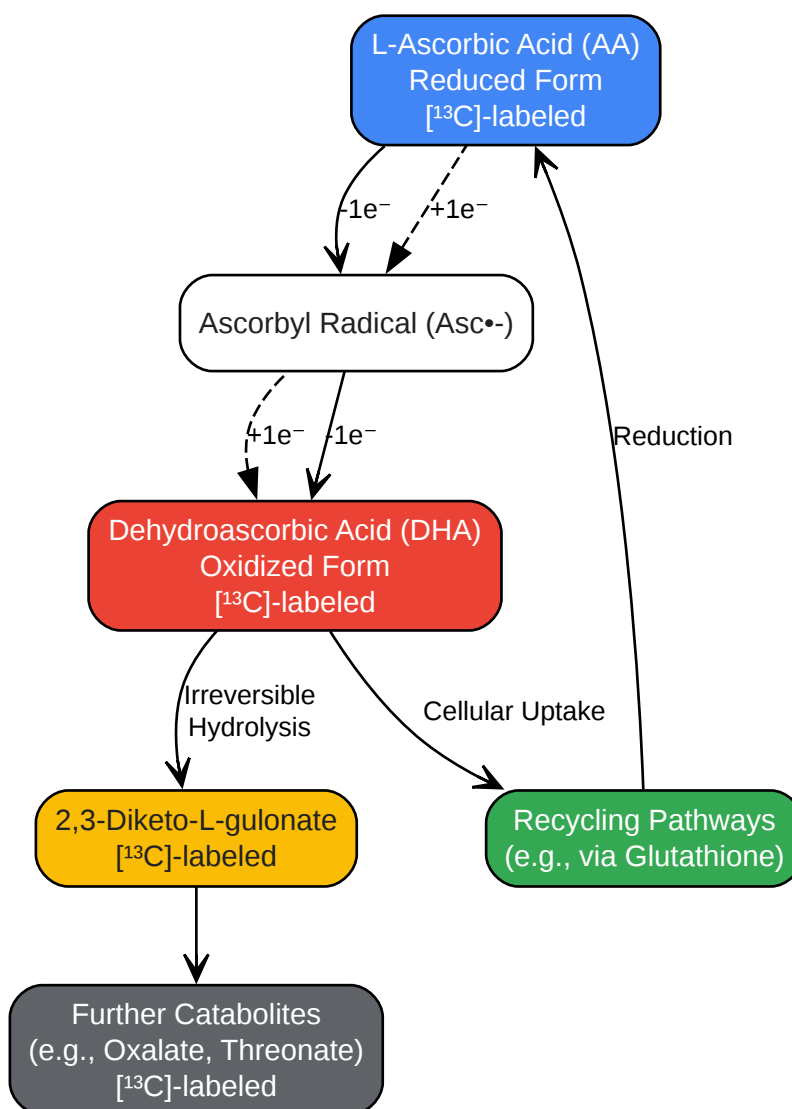 L-Ascorbic Acid (AA)
Reduced Form
[¹³C]-labeled
-1e⁻
+1e⁻
Ascorbyl Radical (Asc•-)
+1e⁻
-1e⁻
Reduction
Dehydroascorbic Acid (DHA)
Oxidized Form
[¹³C]-labeled
Irreversible
Hydrolysis
Cellular Uptake
2,3-Diketo-L-gulonate
[¹³C]-labeled
Recycling Pathways
(e.g., via Glutathione)
Further Catabolites
(e.g., Oxalate, Threonate)
[¹³C]-labeled